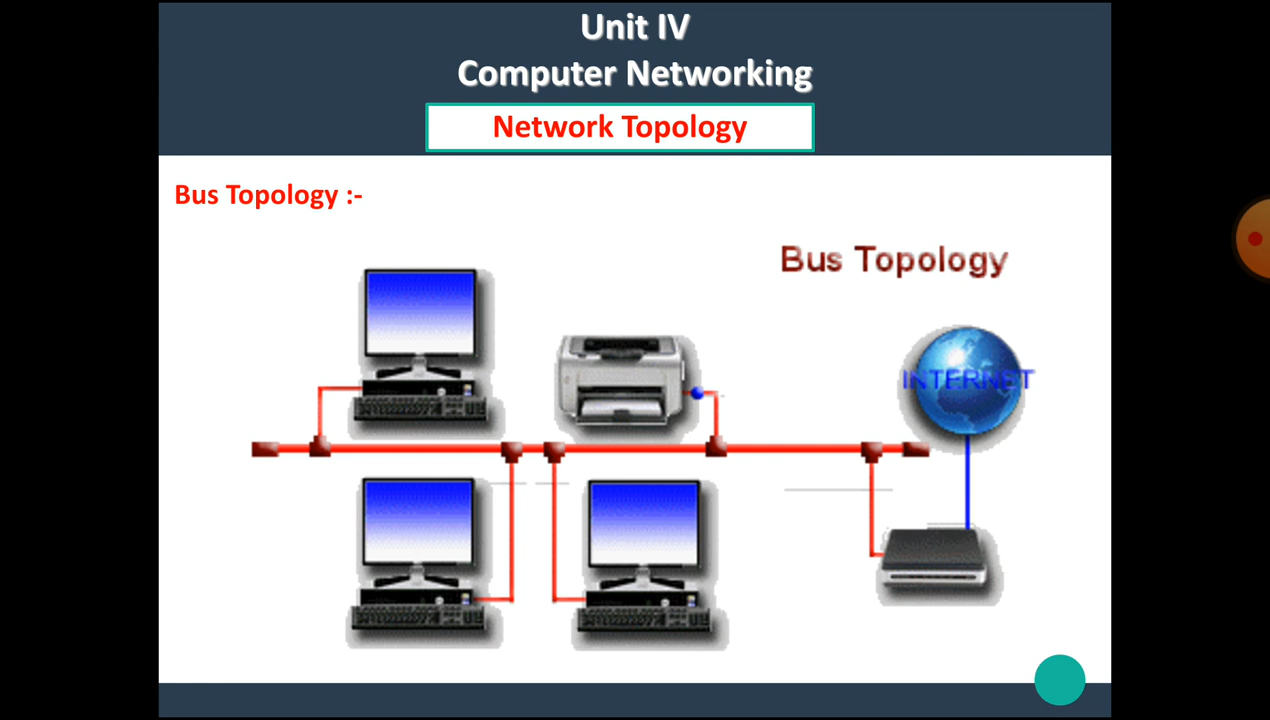 Unit IV
Computer Networking
Network Topology
Bus Topology :-
Bus Topology
INTERNET